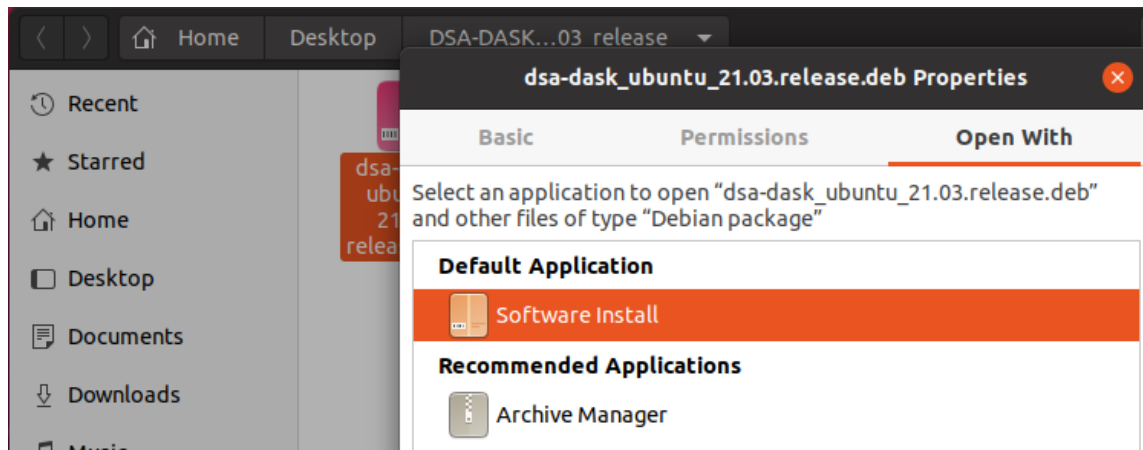 Home Desktop DSA-DASK...03 release
dsa-dask_ubuntu_21.03.release.deb Properties
Recent
Starred
Home
Desktop
Documents
Downloads
dsa-
ubu
21
relea
Basic Permissions Open With
Select an application to open “dsa-dask_ubuntu_21.03.release.deb”
and other files of type “Debian package”
Default Application
Software Install
Recommended Applications
Archive Manager